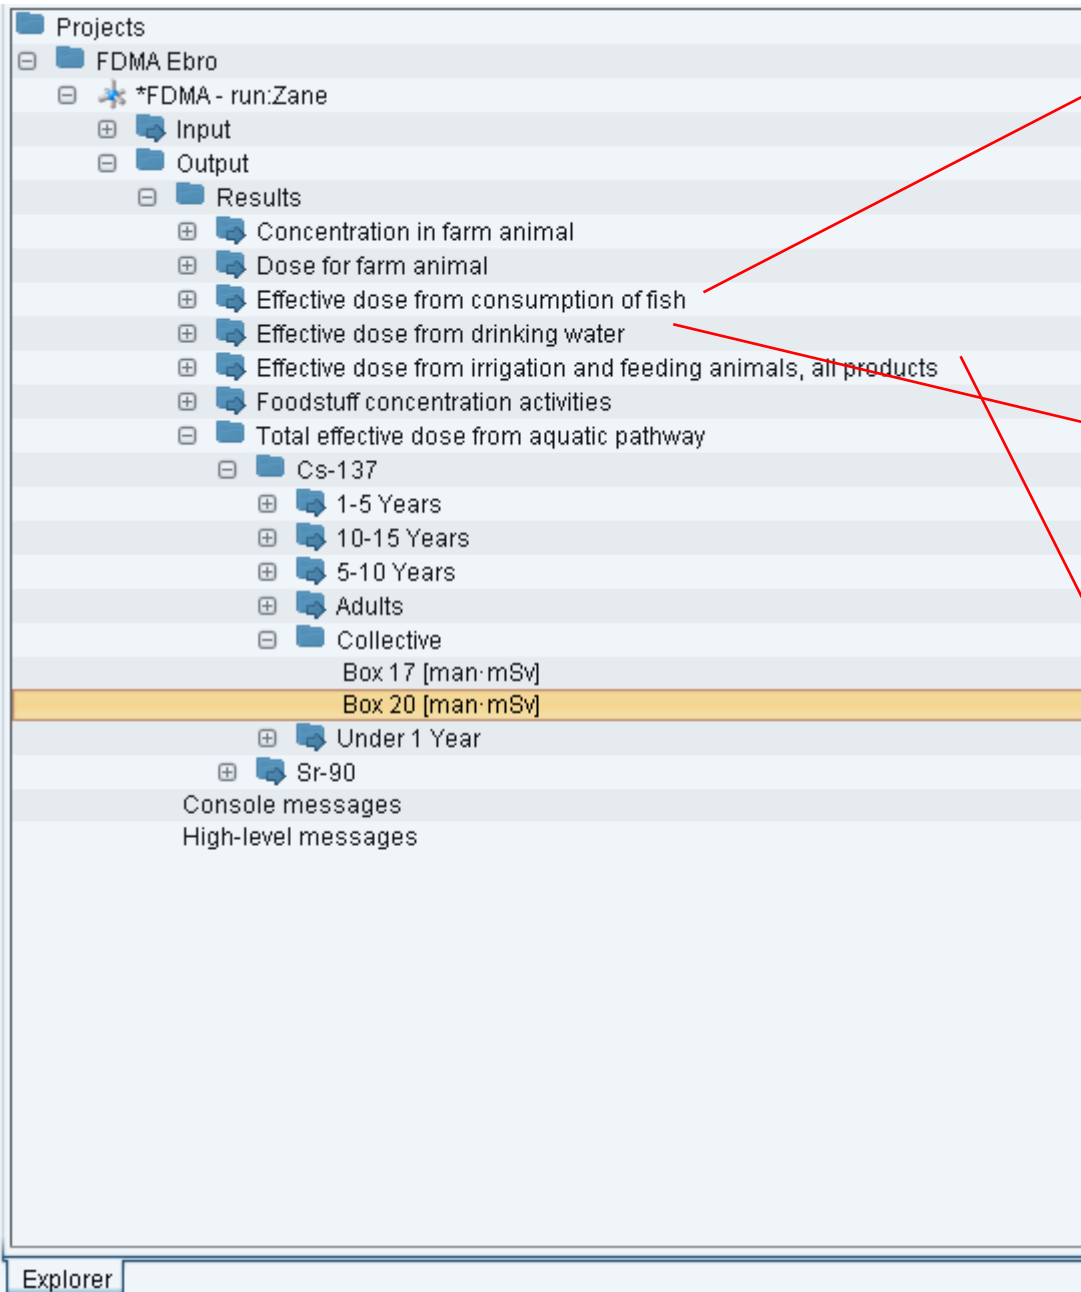 Projects
FDMA Ebro
*FDMA - run:Zane
Input
Output
Results
Concentration in farm animal
Dose for farm animal
Effective dose from consumption of fish
Effective dose from drinking water
Effective dose from irrigation and feeding animals, all products
Foodstuff concentration activities
Total effective dose from aquatic pathway
Cs-137
1-5 Years
10-15 Years
5-10 Years
Adults
Collective
Box 17 [man·mSv]
Box 20 [man·mSv]
Under 1 Year
Sr-90
Console messages
High-level messages
Explorer